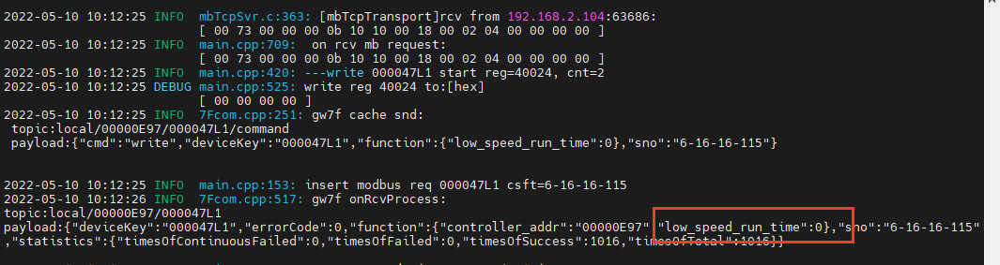 2022-05-10 10:12:25 INFO  mbTcpSvr.c:363: [mbTcpTransport]rcv from 192.168.2.104:63686:
[ 00 73 00 00 00 0b 10 10 00 18 00 02 04 00 00 00 00 ]
2022-05-10 10:12:25 INFO  main.cpp:709:  on rcv mb request:
[ 00 73 00 00 00 0b 10 10 00 18 00 02 04 00 00 00 00 ]
2022-05-10 10:12:25 INFO  main.cpp:420: ---write 000047L1 start reg=40024, cnt=2
2022-05-10 10:12:25 DEBUG main.cpp:525: write reg 40024 to:[hex]
[ 00 00 00 00 ]
2022-05-10 10:12:25 INFO  7Fcom.cpp:251: gw7f cache snd:
topic:local/00000E97/000047L1/command
payload:{"cmd":"write","deviceKey":"000047L1","function":{"low_speed_run_time":0},"sno":"6-16-16-115"}
2022-05-10 10:12:25 INFO  main.cpp:153: insert modbus req 000047L1 csft=6-16-16-115
2022-05-10 10:12:26 INFO  7Fcom.cpp:517: gw7f onRcvProcess:
topic:local/00000E97/000047L1
payload:{"deviceKey":"000047L1","errorCode":0,"function":{"controller_addr":"00000E97","low_speed_run_time":0},"sno":"6-16-16-115"
,"statistics":{"timesOfContinuousFailed":0,"timesOfFailed":0,"timesOfSuccess":1016,"timesOfTotal":1016}}